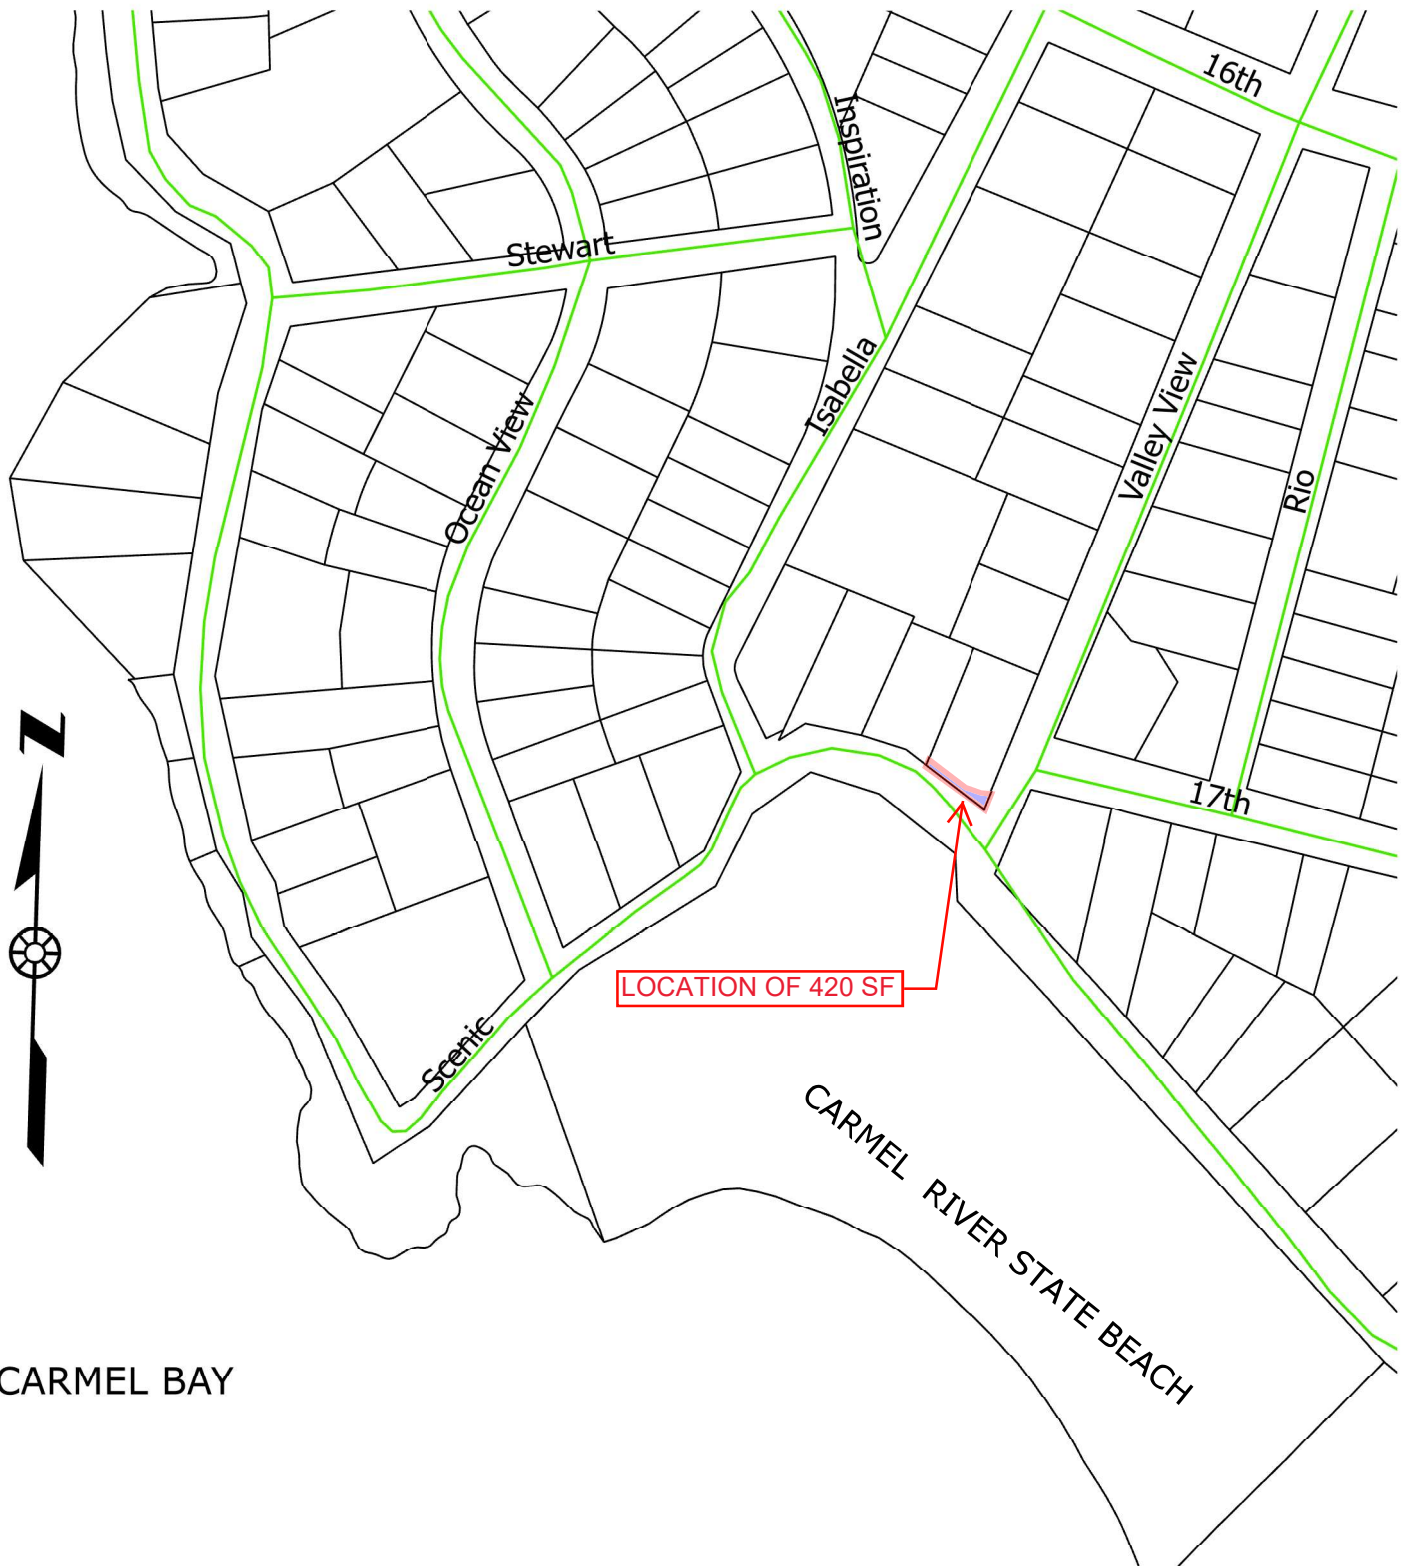 16th
Inspiration
Stewart
Isabella
Valley View
Ocean View
Rio
N
17th
LOCATION OF 420 SF
Scenic
CARMEL RIVER STATE BEACH
CARMEL BAY